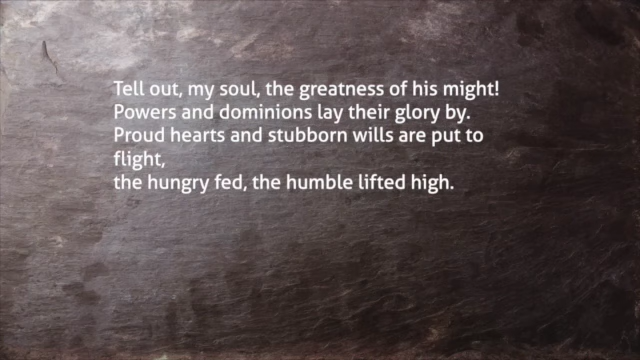 Tell out, my soul, the greatness of his might!
Powers and dominions lay their glory by.
Proud hearts and stubborn wills are put to
flight,
the hungry fed, the humble lifted high.